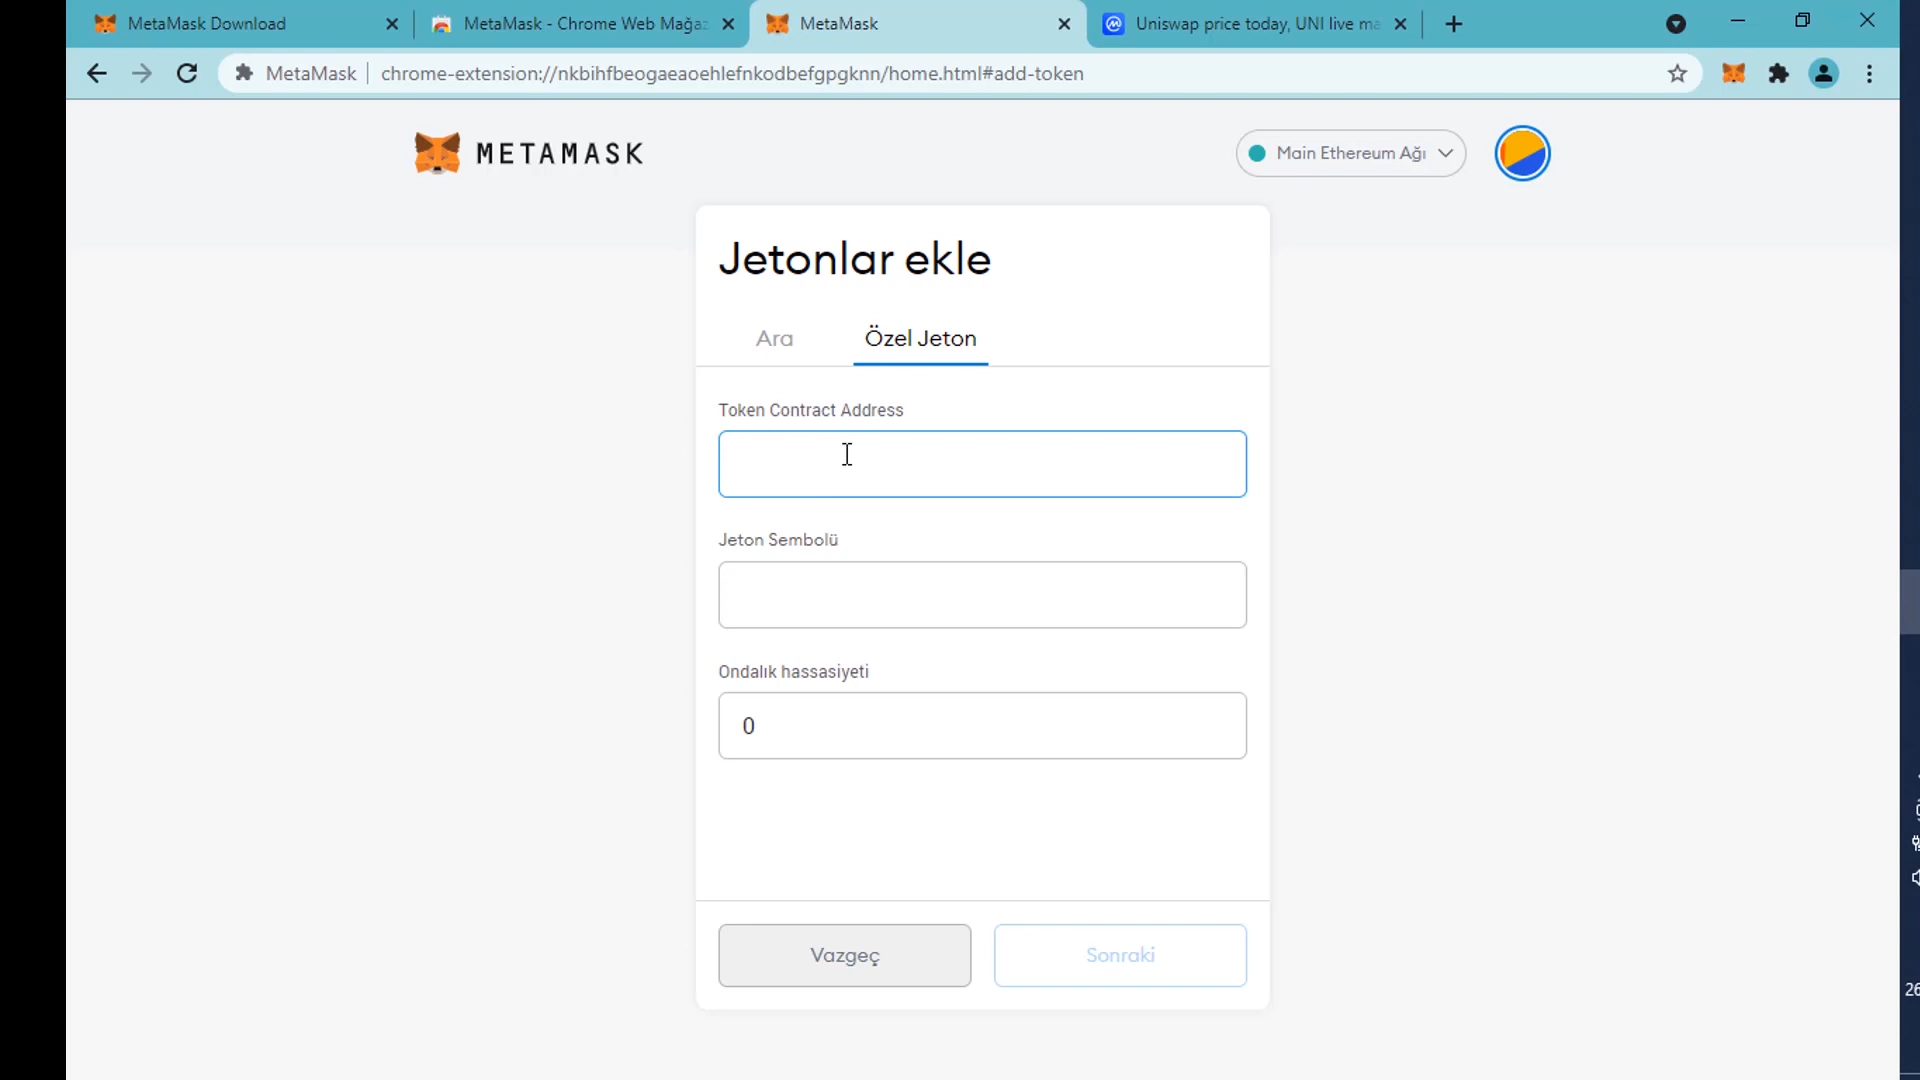 MetaMask Download
MetaMask - Chrome Web Mağaz
MetaMask
Uniswap price today, UNI live ma
MetaMask
chrome-extension://nkbihfbeogaeaoehlefnkodbefgpgknn/home.html#add-token
METAMASK
Main Ethereum Ağı
Jetonlar ekle
Ara
Özel Jeton
Token Contract Address
Jeton Sembolü
Ondalık hassasiyeti
0
Vazgeç
Sonraki
26